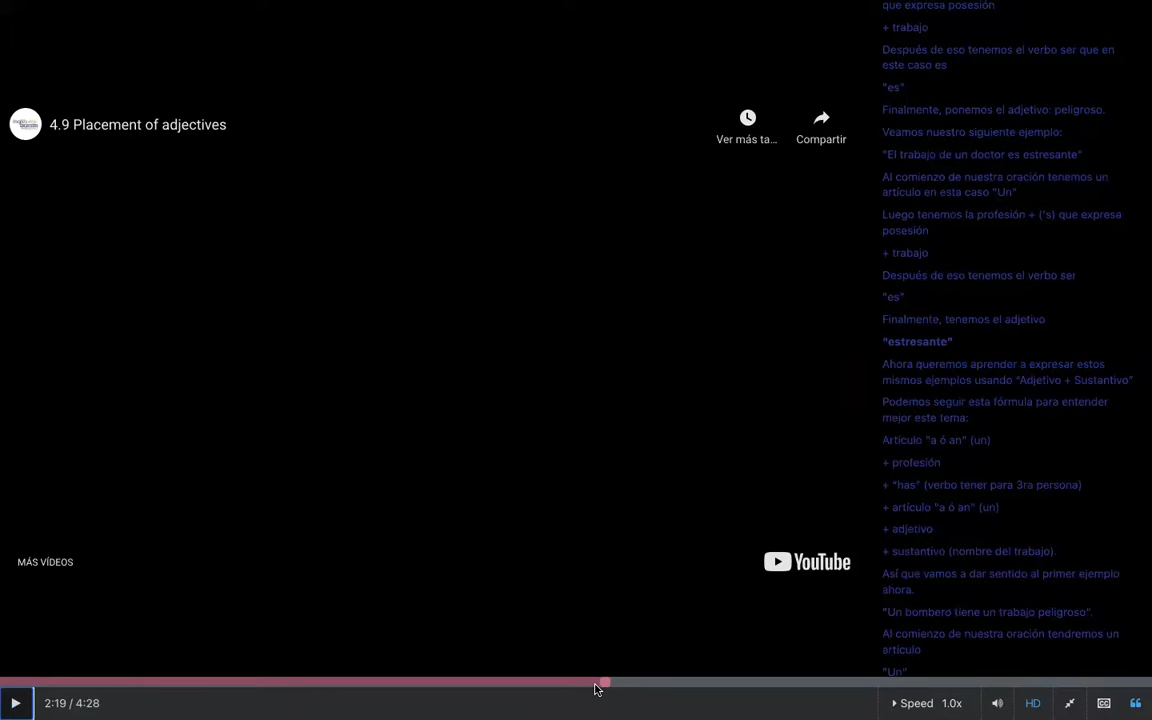 4.9 Placement of adjectives
Ver más ta...
Compartir
MÁS VÍDEOS
YouTube
que expresa posesión
+ trabajo
Después de eso tenemos el verbo ser que en
este caso es
"es"
Finalmente, ponemos el adjetivo: peligroso.
Veamos nuestro siguiente ejemplo:
"El trabajo de un doctor es estresante"
Al comienzo de nuestra oración tenemos un
artículo en esta caso "Un"
Luego tenemos la profesión + ('s) que expresa
posesión
+ trabajo
Después de eso tenemos el verbo ser
"es"
Finalmente, tenemos el adjetivo
"estresante"
Ahora queremos aprender a expresar estos
mismos ejemplos usando "Adjetivo + Sustantivo"
Podemos seguir esta fórmula para entender
mejor este tema:
Artículo "a ó an" (un)
+ profesión
+ "has" (verbo tener para 3ra persona)
+ artículo "a ó an" (un)
+ adjetivo
+ sustantivo (nombre del trabajo).
Así que vamos a dar sentido al primer ejemplo
ahora.
"Un bombero tiene un trabajo peligroso".
Al comienzo de nuestra oración tendremos un
artículo
"Un"
2:19 / 4:28
Speed 1.0x
HD